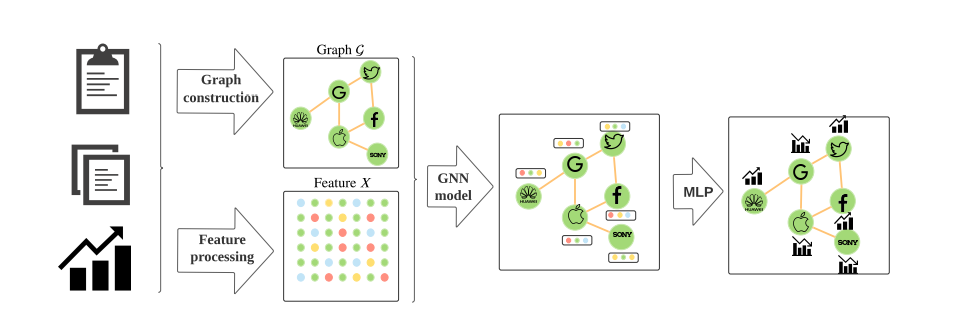 Graph G
Graph
construction
G
HUAWEI
f
SONY
Feature X
Feature
processing
GNN
model
G
HUAWEI
f
SONY
MLP
G
HUAWEI
f
SONY